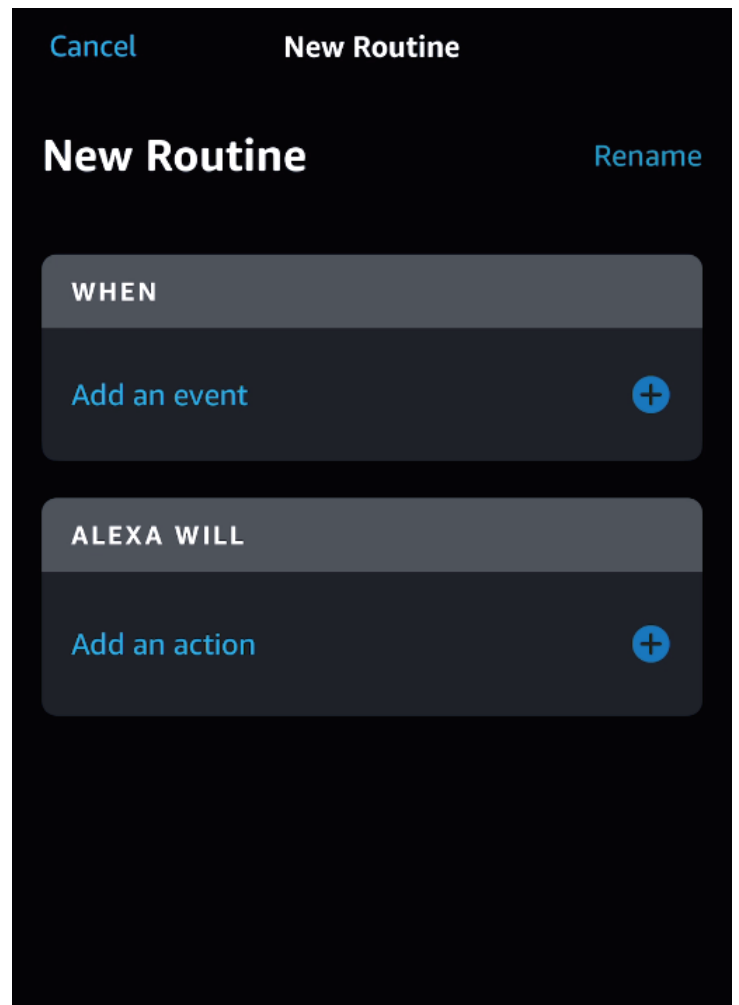 Cancel New Routine
New Routine Rename
WHEN
Add an event
ALEXA WILL
Add an action